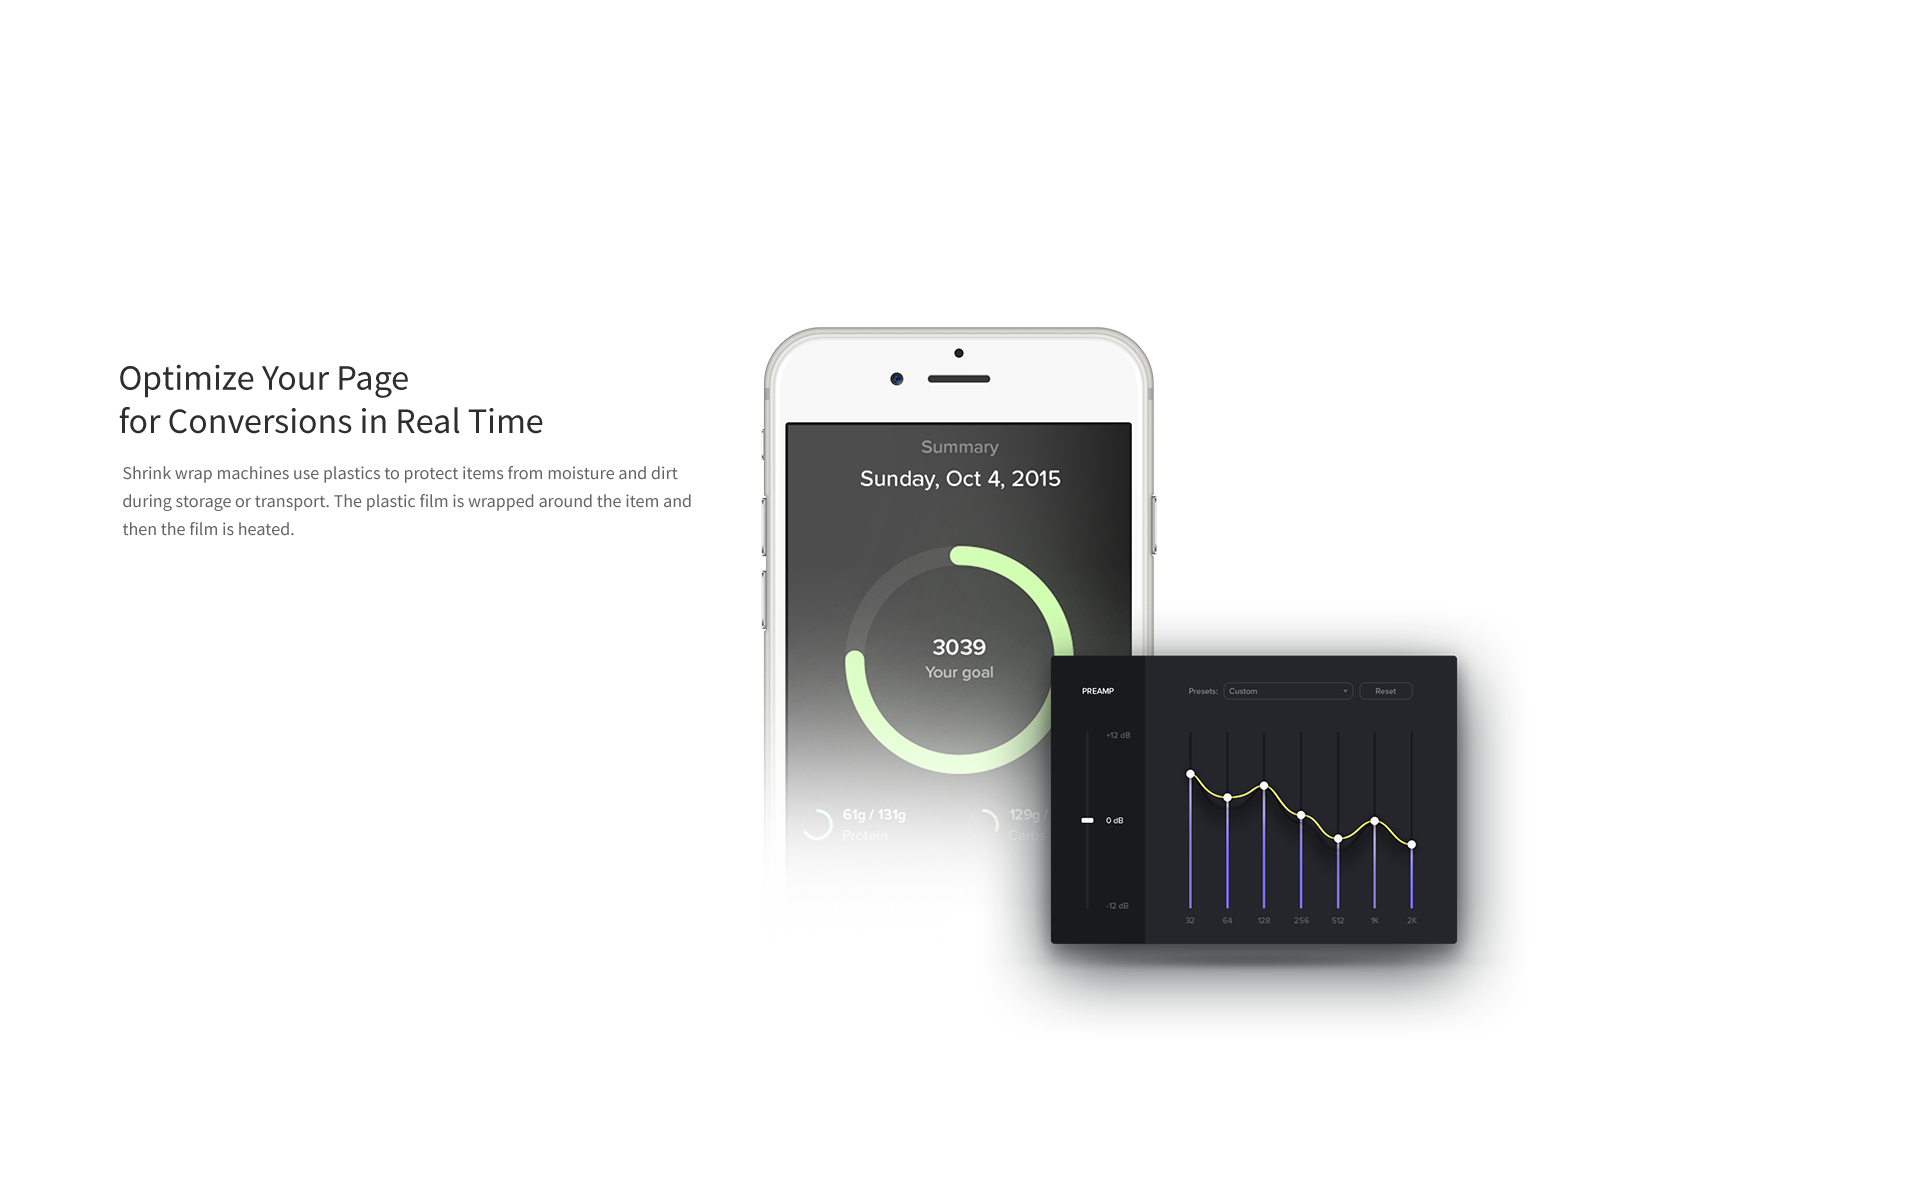 Optimize Your Page
for Conversions in Real Time
Shrink wrap machines use plastics to protect items from moisture and dirt
during storage or transport. The plastic film is wrapped around the item and
then the film is heated.
Summary
Sunday, Oct 4, 2015
3039
Your goal
61g / 131g
Protein
129g /
Carb
PREAMP
+12 dB
0 dB
-12 dB
Presets: Custom Reset
32 64 128 256 512 1K 2K